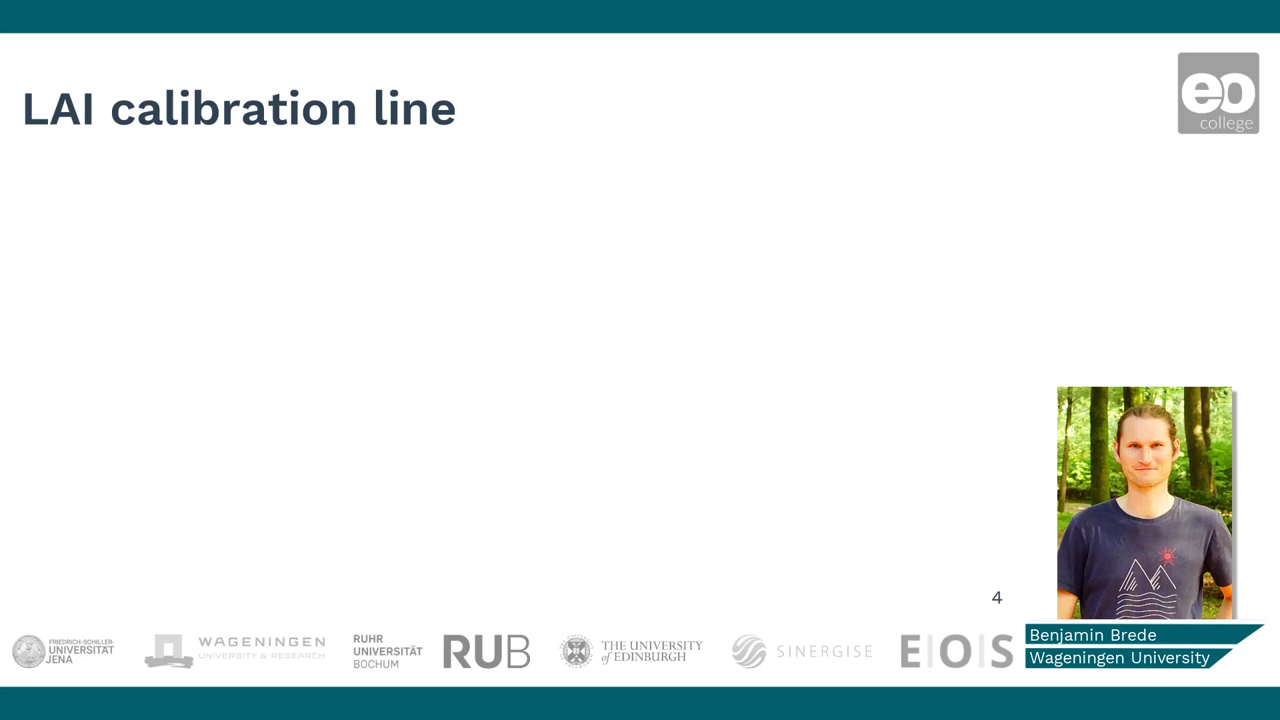 LAI calibration line
eo
college
4
FRIEDRICH-SCHILLER-
UNIVERSITÄT
JENA
WAGENINGEN
UNIVERSITY & RESEARCH
RUHR
UNIVERSITÄT
BOCHUM
RUB
THE UNIVERSITY
of EDINBURGH
SINERGISE
E|O|S
Benjamin Brede
Wageningen University